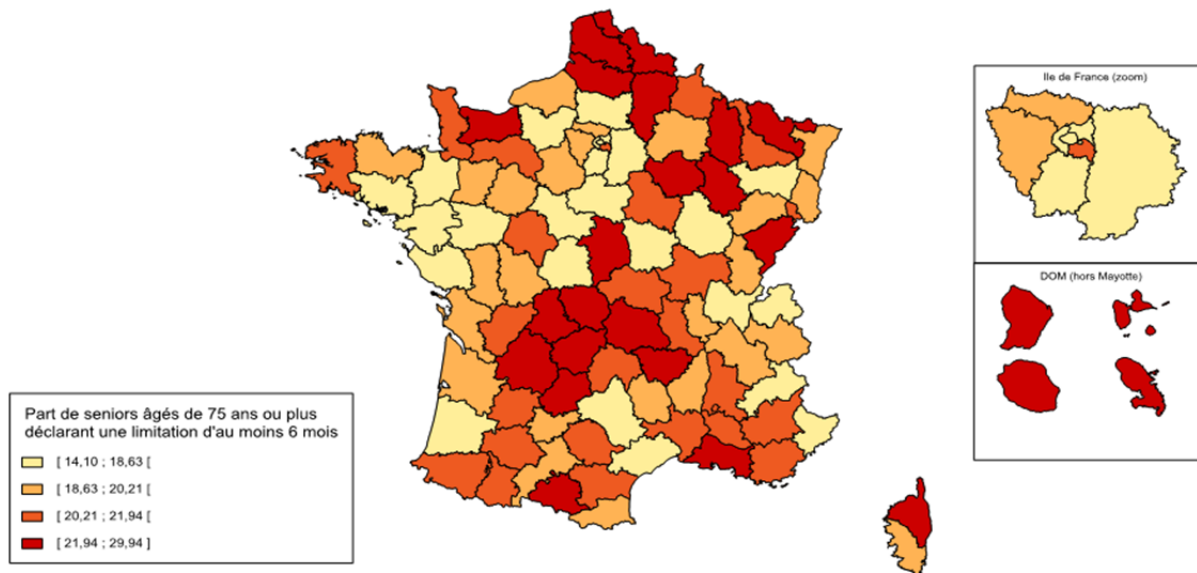 Ile de France (zoom)
DOM (hors Mayotte)
Part de seniors âgés de 75 ans ou plus
déclarant une limitation d'au moins 6 mois
[ 14,10 ; 18,63 [
[ 18,63 ; 20,21 [
[ 20,21 ; 21,94 [
[ 21,94 ; 29,94 ]